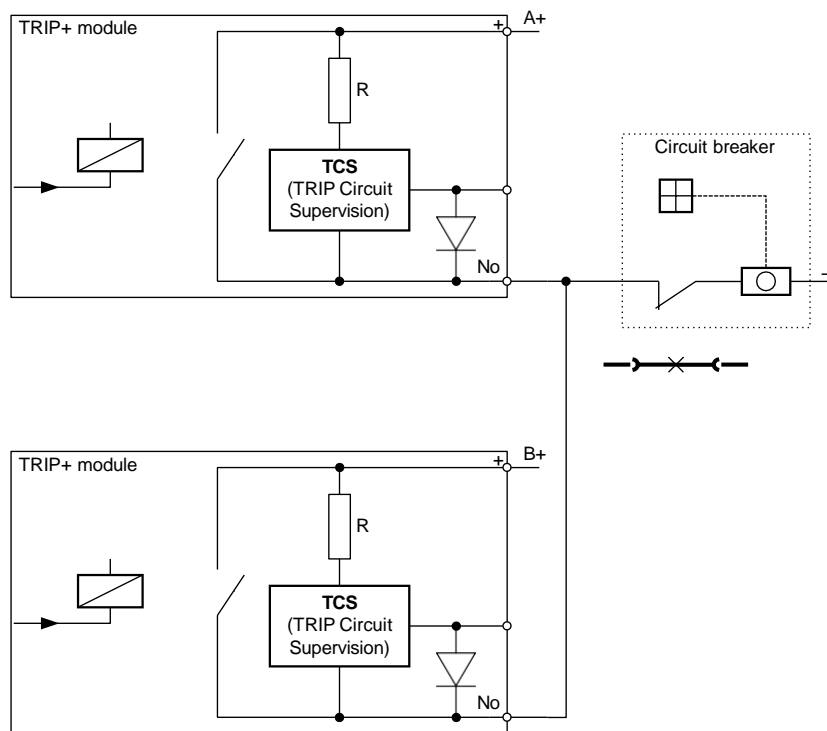 TRIP+ module
+ A+
R
TCS
(TRIP Circuit
Supervision)
No
Circuit breaker
-
TRIP+ module
+ B+
R
TCS
(TRIP Circuit
Supervision)
No